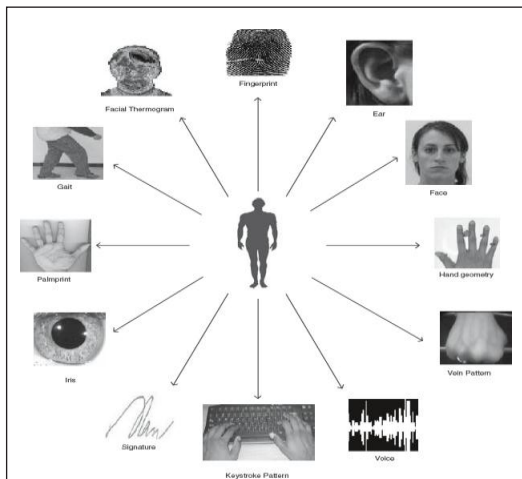 Fingerprint
Facial Thermogram
Ear
Gait
Face
Palmprint
Hand geometry
Iris
Vein Pattern
Signature
Voice
Keystroke Pattern